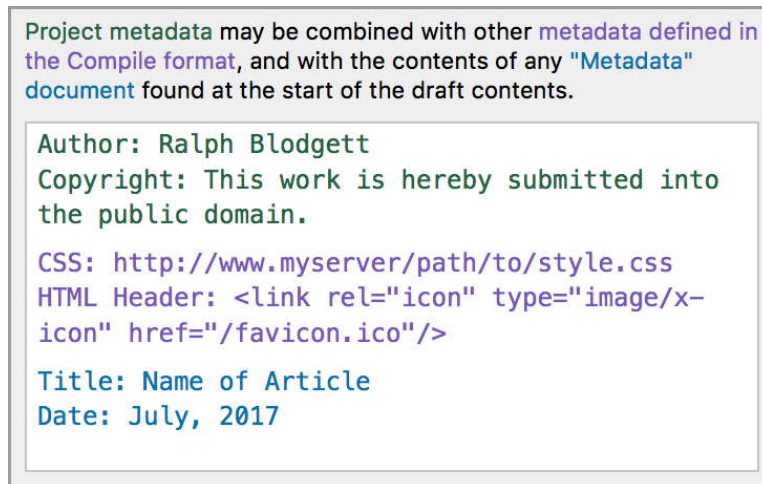 Project metadata may be combined with other metadata defined in
the Compile format, and with the contents of any "Metadata"
document found at the start of the draft contents.
Author: Ralph Blodgett
Copyright: This work is hereby submitted into
the public domain.
CSS: http://www.myserver/path/to/style.css
HTML Header: <link rel="icon" type="image/x-
icon" href="/favicon.ico"/>
Title: Name of Article
Date: July, 2017